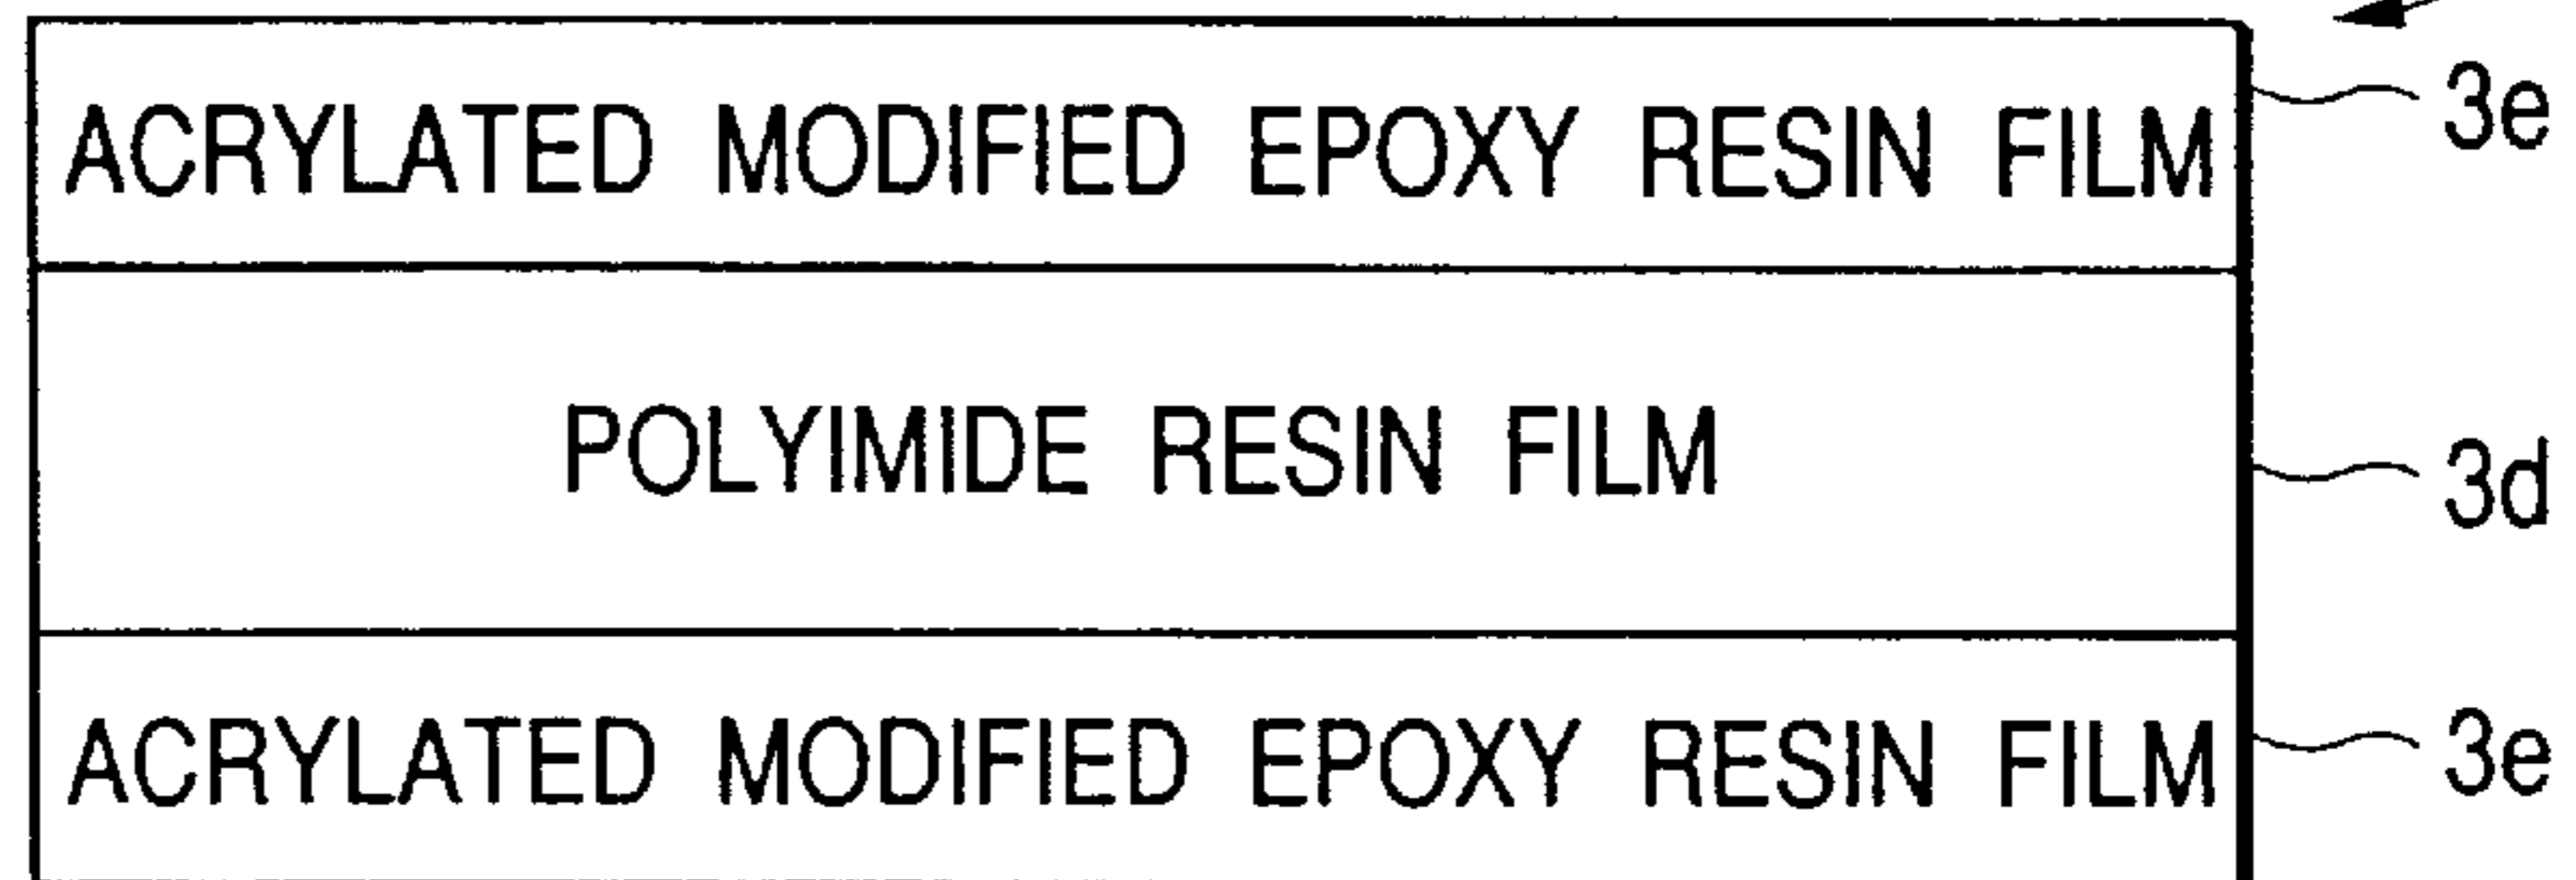 ACRYLATED MODIFIED EPOXY RESIN FILM 3e
POLYIMIDE RESIN FILM 3d
ACRYLATED MODIFIED EPOXY RESIN FILM 3e